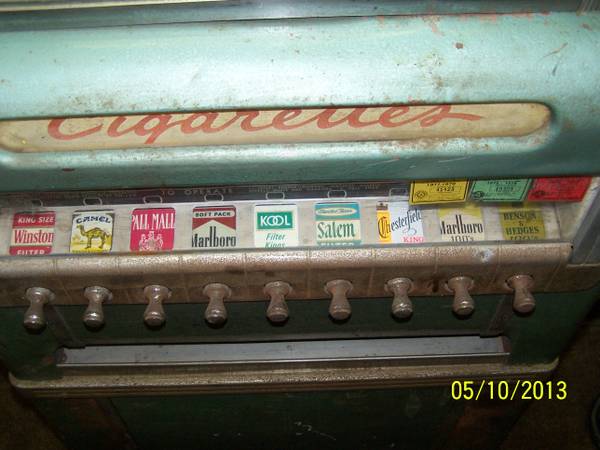 Cigarettes
TO OPERATE
KING SIZE
Winston
FILTER
CAMEL
PALL MALL
SOFT PACK
Marlboro
KOOL
Filter
Kings
Salem
FILTER
Chesterfield
KING
Marlboro
100's
BENSON
& HEDGES
100's
05/10/2013